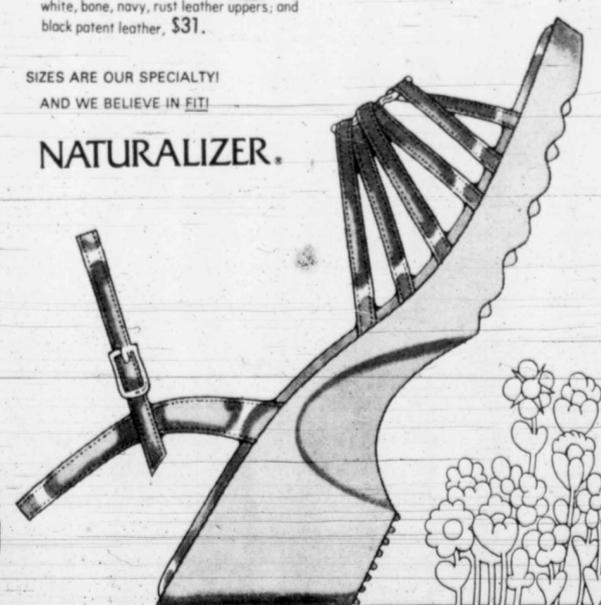 white, bone, navy, rust leather uppers; and
black patent leather, $31.
SIZES ARE OUR SPECIALTY!
AND WE BELIEVE IN FIT!
NATURALIZER®